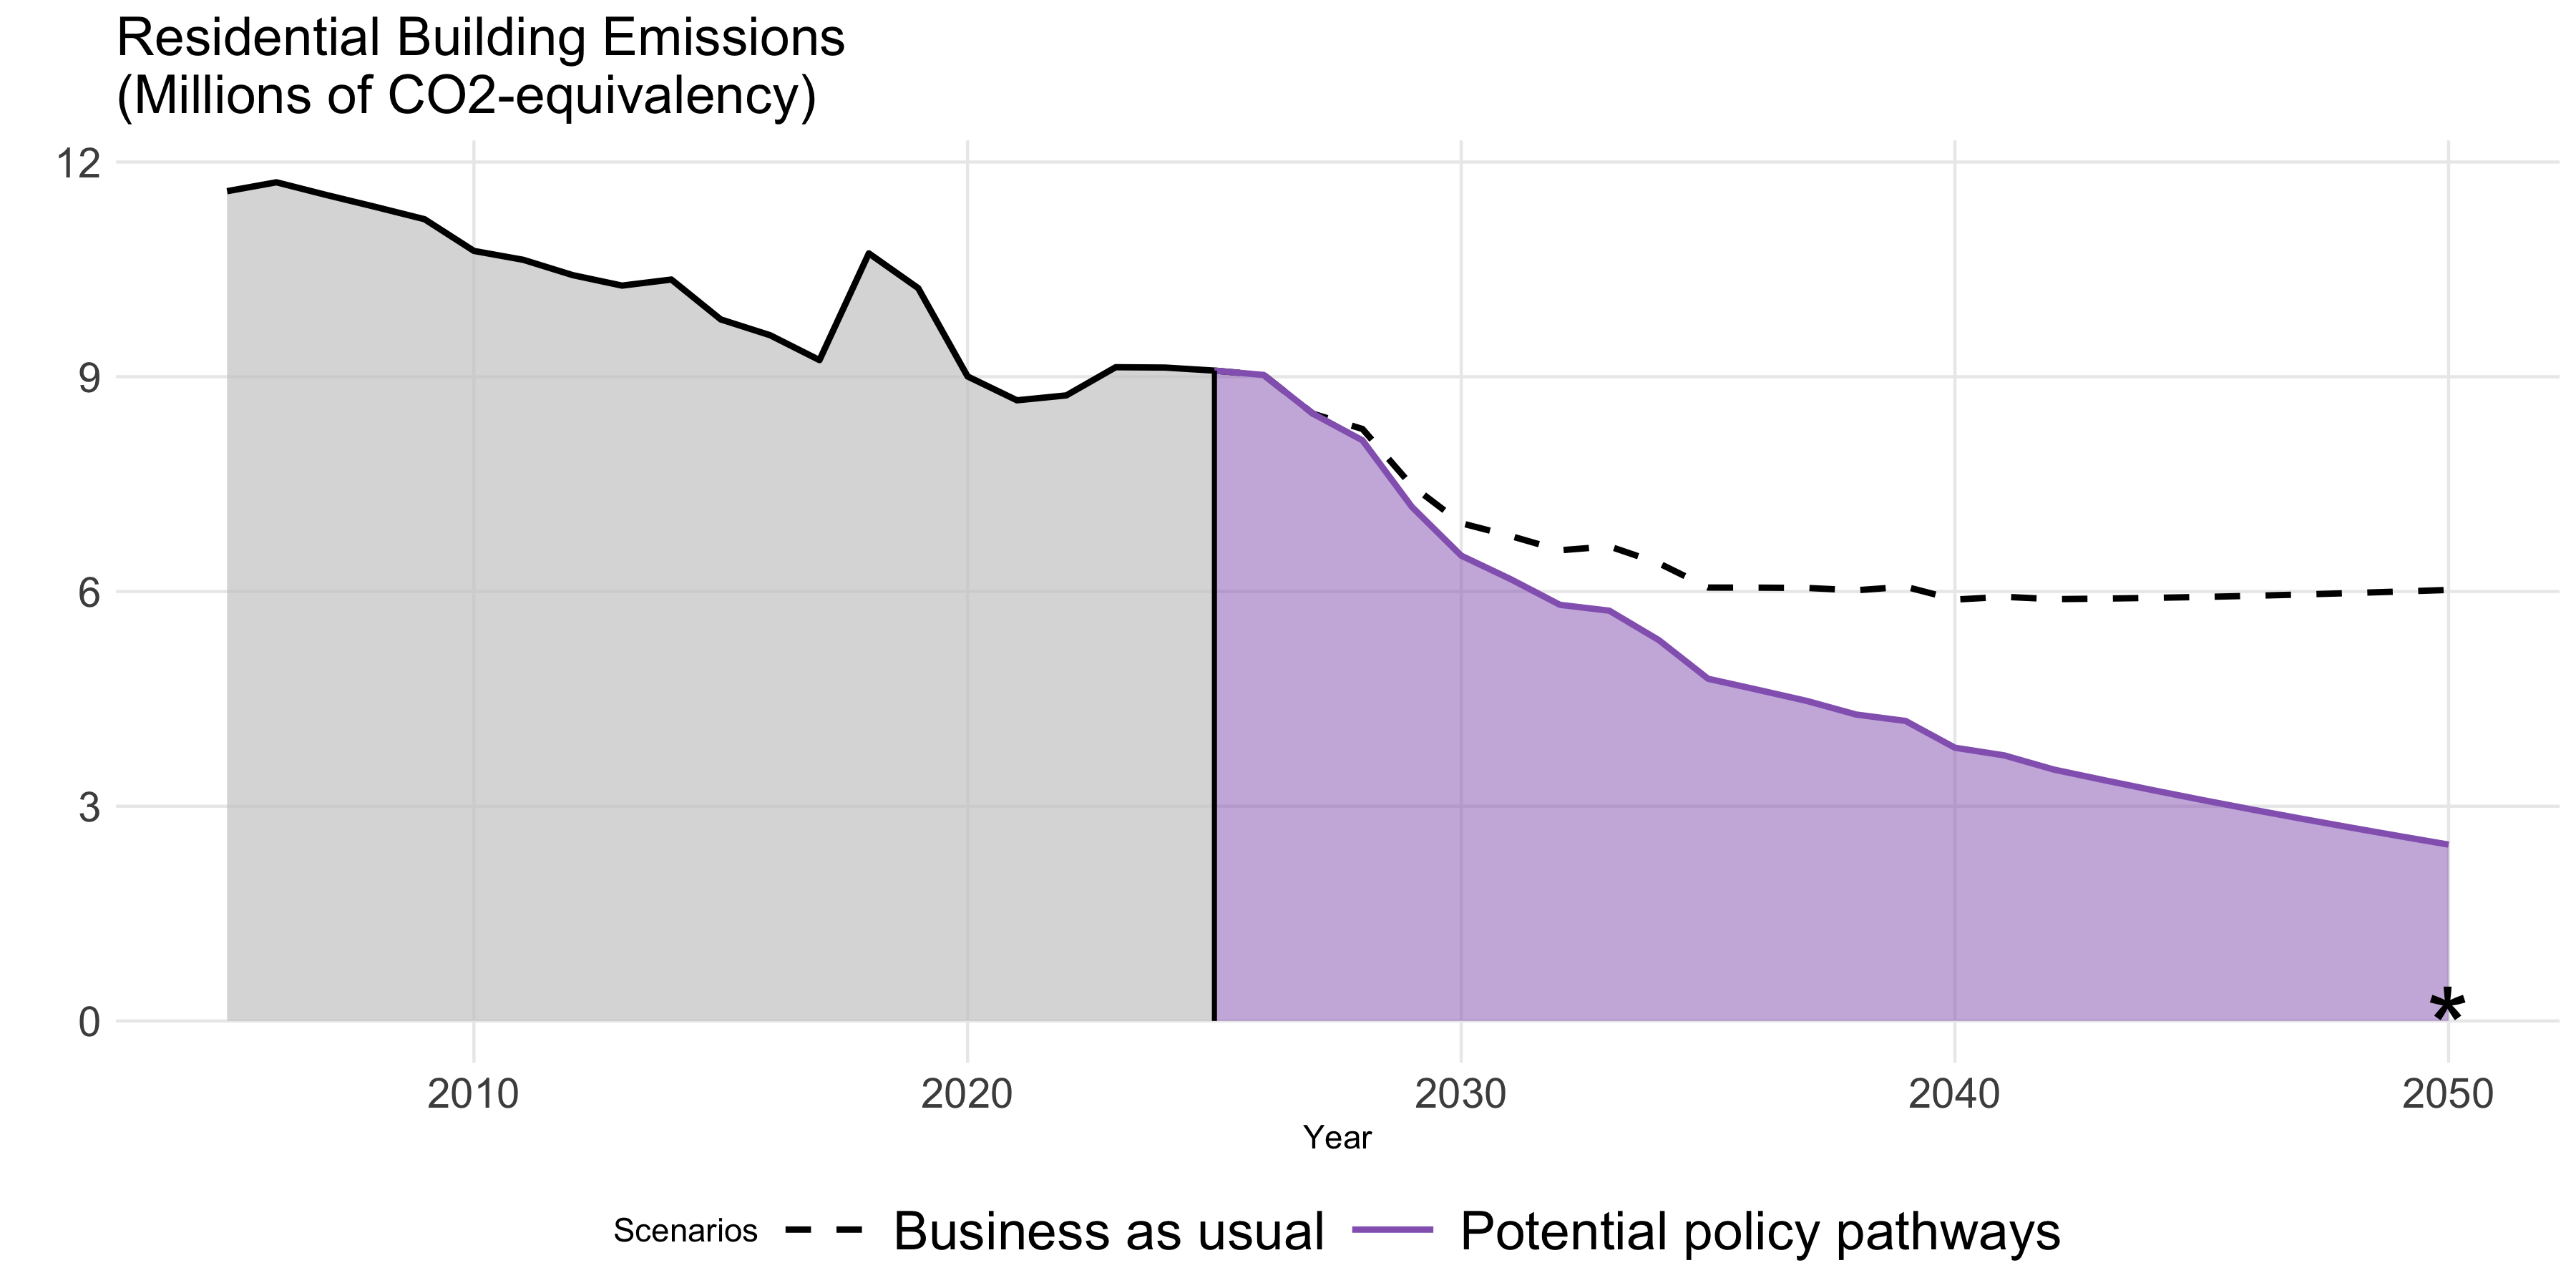 Residential Building Emissions
(Millions of CO2-equivalency)
12
9
6
3
0
*
2010 2020 2030 2040 2050
Year
Scenarios Business as usual Potential policy pathways